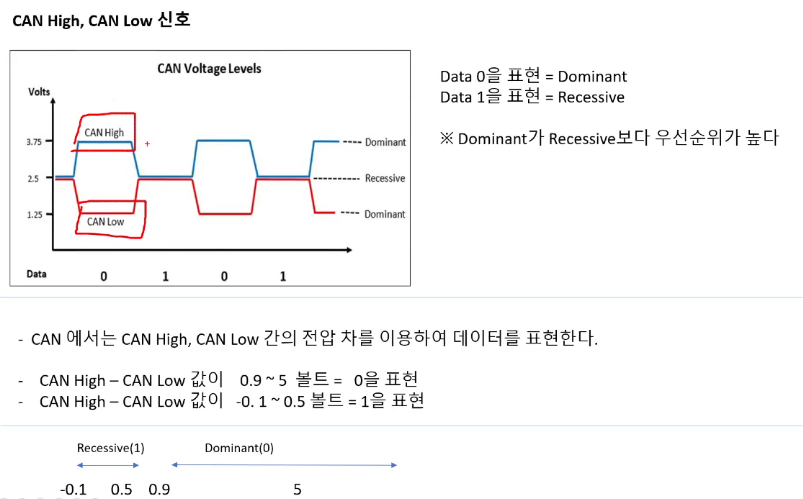 CAN High, CAN Low 신호
CAN Voltage Levels
Volts
CAN High
3.75
Dominant
2.5
Recessive
1.25
Dominant
CAN Low
Data
0
1
0
1
Data 0을 표현 = Dominant
Data 1을 표현 = Recessive
※ Dominant가 Recessive보다 우선순위가 높다
- CAN 에서는 CAN High, CAN Low 간의 전압 차를 이용하여 데이터를 표현한다.
- CAN High – CAN Low 값이 0.9 ~ 5 볼트 = 0을 표현
- CAN High – CAN Low 값이 -0. 1 ~ 0.5 볼트 = 1을 표현
Recessive(1) Dominant(0)
-0.1 0.5 0.9 5